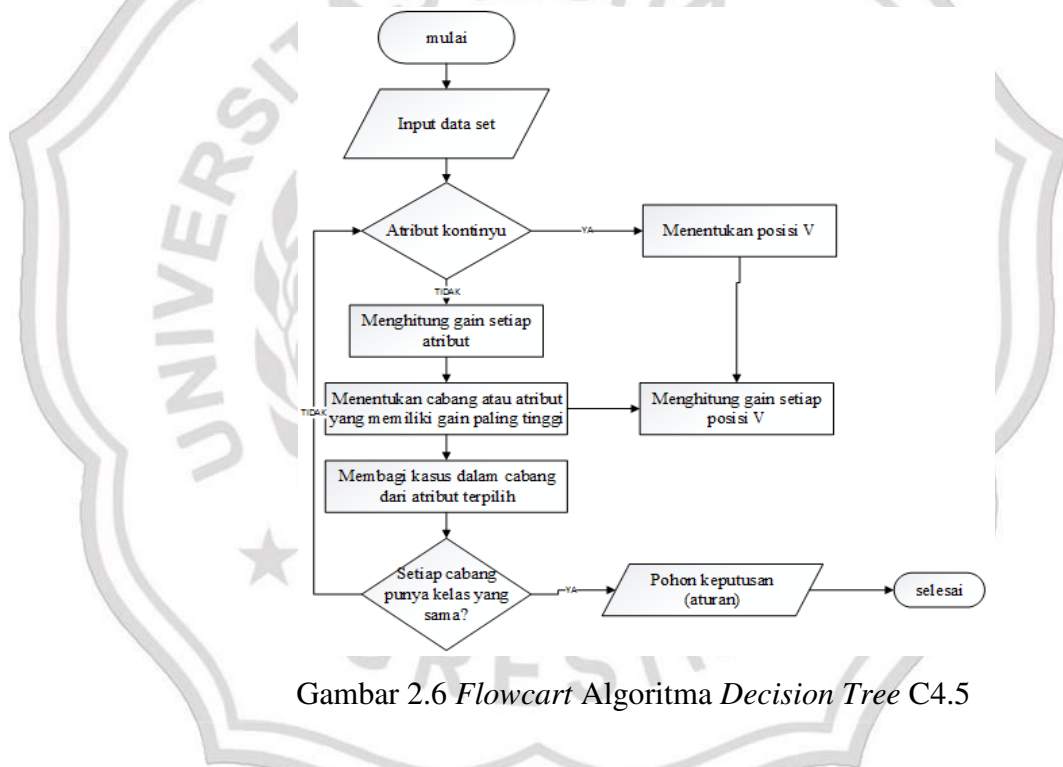 mulai
Input data set
Atribut kontinyu
YA
Menentukan posisi V
TIDAK
Menghitung gain setiap
atribut
TIDAK
Menentukan cabang atau atribut
yang memiliki gain paling tinggi
Menghitung gain setiap
posisi V
Membagi kasus dalam cabang
dari atribut terpilih
Setiap cabang
punya kelas yang
sama?
YA
Pohon keputusan
(aturan)
selesai
Gambar 2.6 Flowcart Algoritma Decision Tree C4.5